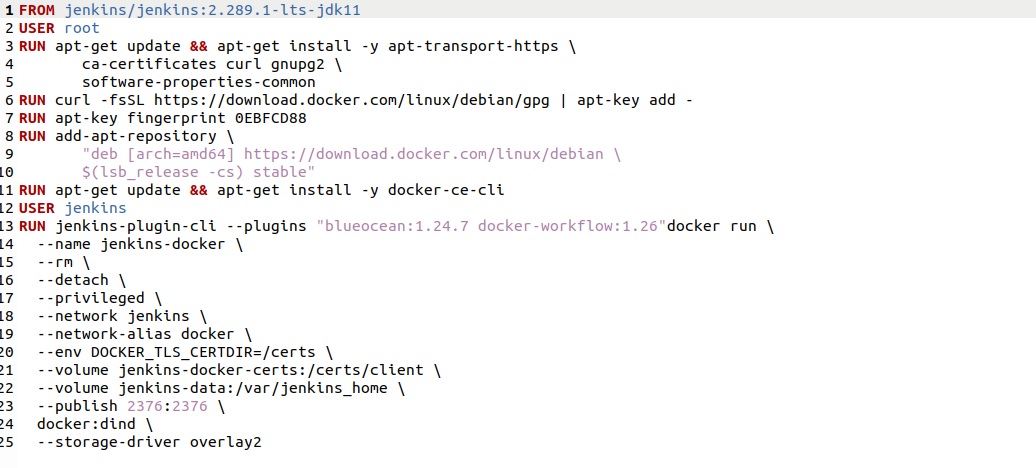 1 FROM jenkins/jenkins:2.289.1-lts-jdk11
2 USER root
3 RUN apt-get update && apt-get install -y apt-transport-https \
4        ca-certificates curl gnupg2 \
5        software-properties-common
6 RUN curl -fsSL https://download.docker.com/linux/debian/gpg | apt-key add -
7 RUN apt-key fingerprint 0EBFCD88
8 RUN add-apt-repository \
9        "deb [arch=amd64] https://download.docker.com/linux/debian \
10        $(lsb_release -cs) stable"
11 RUN apt-get update && apt-get install -y docker-ce-cli
12 USER jenkins
13 RUN jenkins-plugin-cli --plugins "blueocean:1.24.7 docker-workflow:1.26"docker run \
14   --name jenkins-docker \
15   --rm \
16   --detach \
17   --privileged \
18   --network jenkins \
19   --network-alias docker \
20   --env DOCKER_TLS_CERTDIR=/certs \
21   --volume jenkins-docker-certs:/certs/client \
22   --volume jenkins-data:/var/jenkins_home \
23   --publish 2376:2376 \
24   docker:dind \
25   --storage-driver overlay2